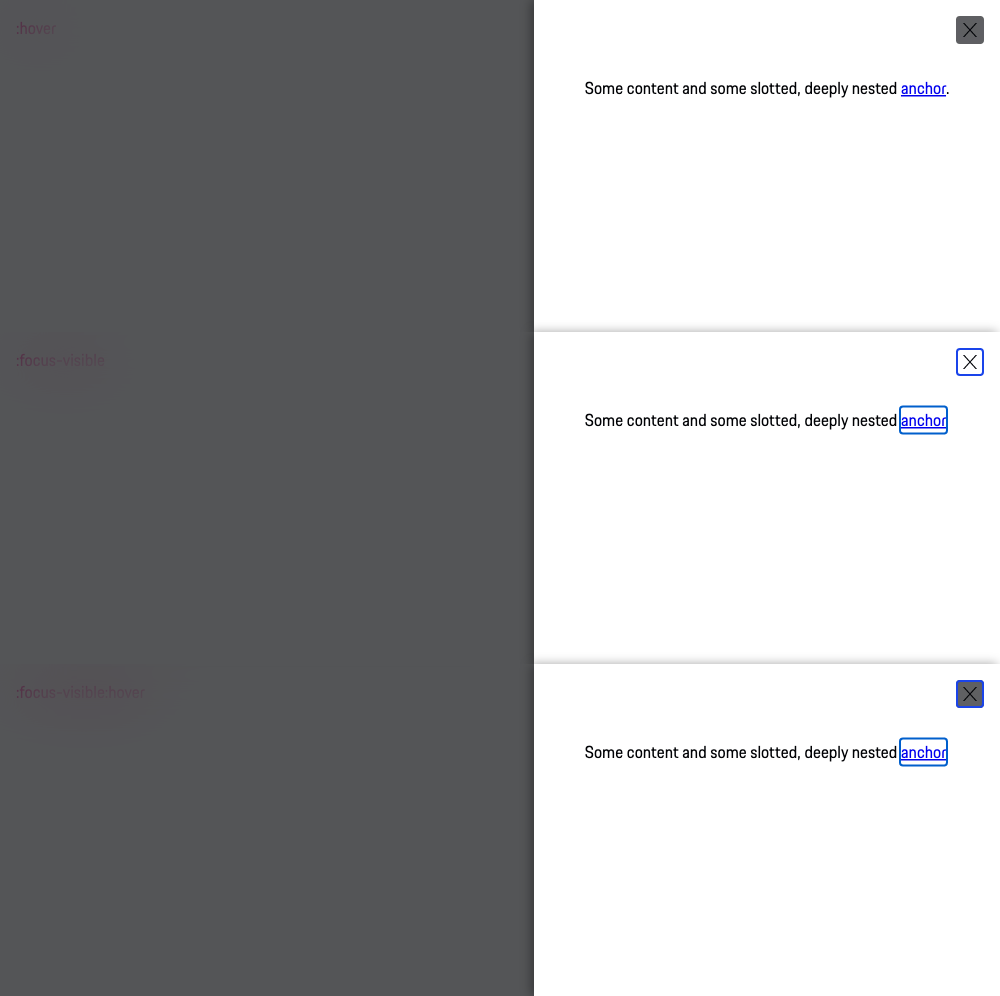 :hover
Some content and some slotted, deeply nested anchor.
:focus-visible
Some content and some slotted, deeply nested anchor
:focus-visible:hover
Some content and some slotted, deeply nested anchor